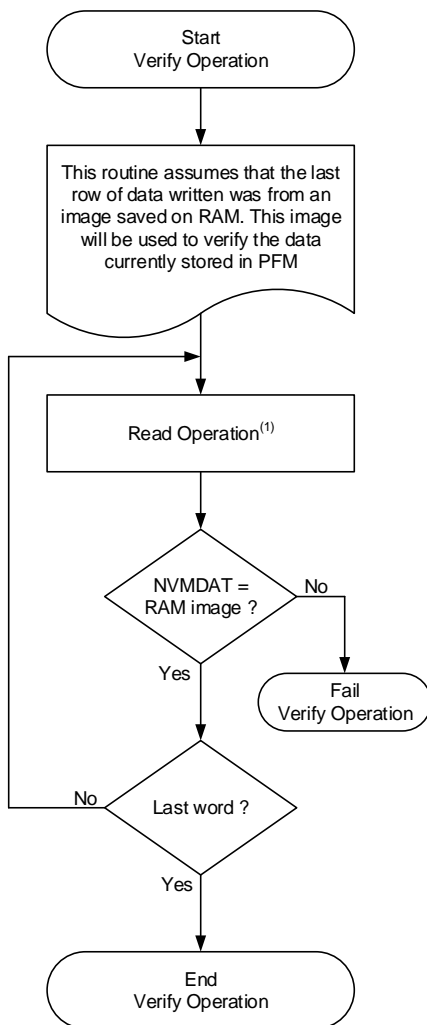 Start
Verify Operation
This routine assumes that the last
row of data written was from an
image saved on RAM. This image
will be used to verify the data
currently stored in PFM
Read Operation(1)
NVMDAT =
RAM image ?
No
Yes
Fail
Verify Operation
No
Last word ?
Yes
End
Verify Operation